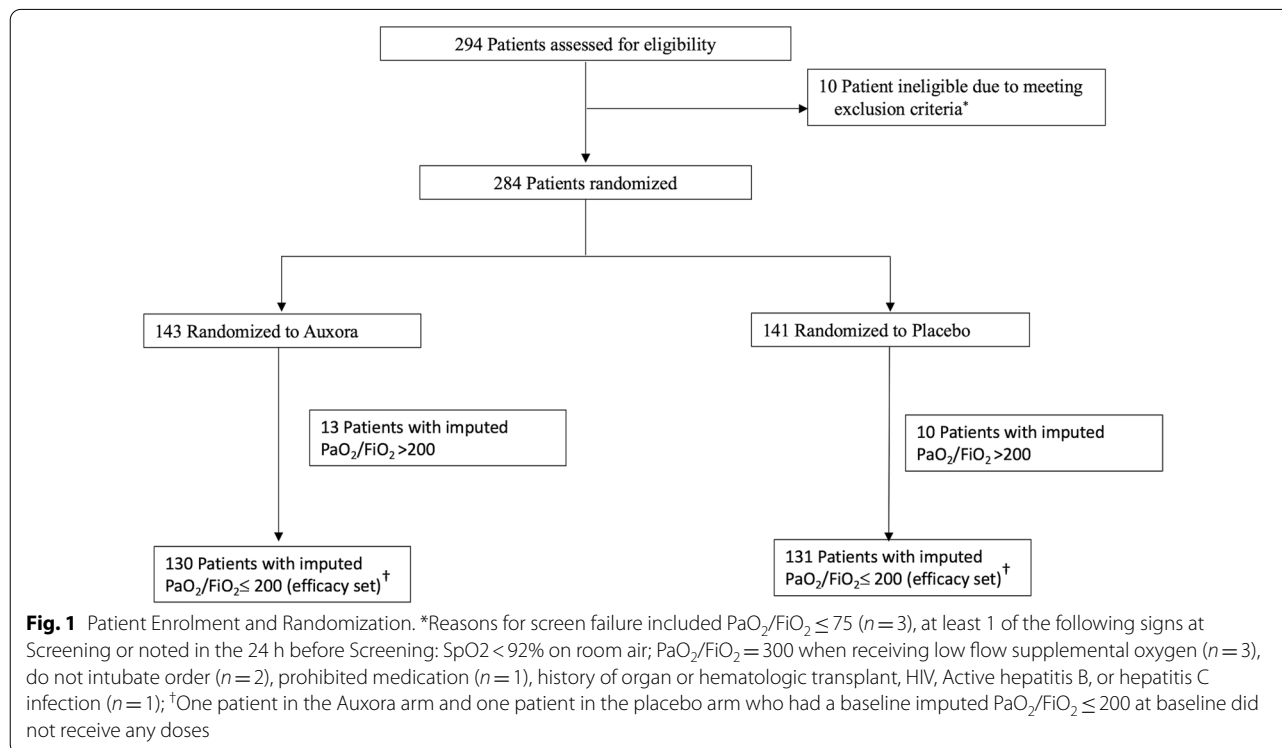 294 Patients assessed for eligibility
10 Patient ineligible due to meeting
exclusion criteria*
284 Patients randomized
143 Randomized to Auxora
141 Randomized to Placebo
13 Patients with imputed
PaO₂/FiO₂ >200
10 Patients with imputed
PaO₂/FiO₂ >200
130 Patients with imputed
PaO₂/FiO₂≤ 200 (efficacy set)†
131 Patients with imputed
PaO₂/FiO₂≤ 200 (efficacy set)†
Fig. 1 Patient Enrolment and Randomization. *Reasons for screen failure included PaO₂/FiO₂ ≤ 75 (n = 3), at least 1 of the following signs at
Screening or noted in the 24 h before Screening: SpO2 < 92% on room air; PaO₂/FiO₂ = 300 when receiving low flow supplemental oxygen (n = 3),
do not intubate order (n = 2), prohibited medication (n = 1), history of organ or hematologic transplant, HIV, Active hepatitis B, or hepatitis C
infection (n = 1); †One patient in the Auxora arm and one patient in the placebo arm who had a baseline imputed PaO₂/FiO₂ ≤ 200 at baseline did
not receive any doses